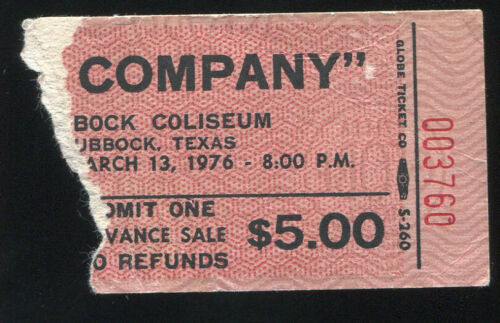 COMPANY"
BOCK COLISEUM
UBBOCK, TEXAS
ARCH 13, 1976 - 8:00 P.M.
DMIT ONE
VANCE SALE $5.00
O REFUNDS
GLOBE TICKET CO
S-260
003760